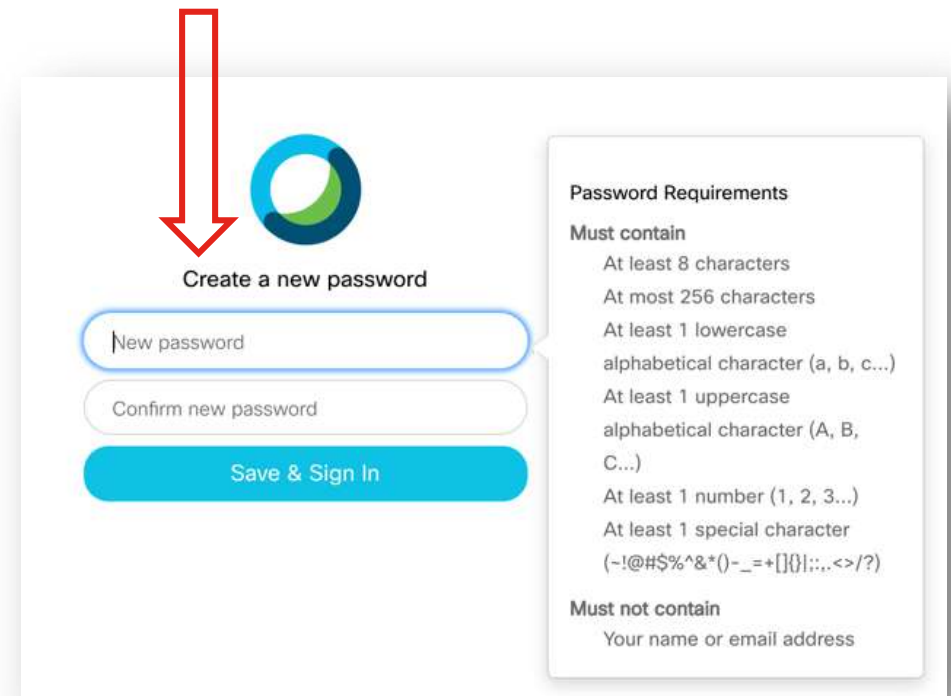 Create a new password
New password
Confirm new password
Save & Sign In
Password Requirements
Must contain
At least 8 characters
At most 256 characters
At least 1 lowercase
alphabetical character (a, b, c...)
At least 1 uppercase
alphabetical character (A, B,
C...)
At least 1 number (1, 2, 3...)
At least 1 special character
(~!@#$%^&*()-_=+[]{}|;:,.<>/?)
Must not contain
Your name or email address